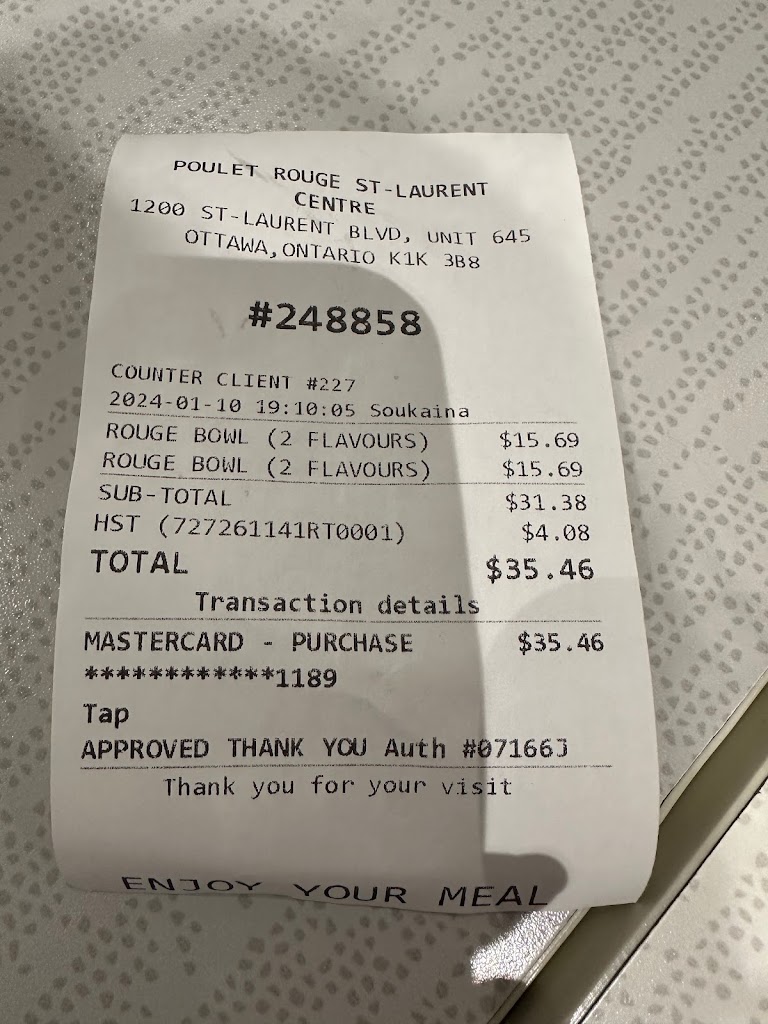 POULET ROUGE ST-LAURENT
CENTRE
1200 ST-LAURENT BLVD, UNIT 645
OTTAWA,ONTARIO K1K 3B8
#248858
COUNTER CLIENT #227
2024-01-10 19:10:05 Soukaina
ROUGE BOWL (2 FLAVOURS) $15.69
ROUGE BOWL (2 FLAVOURS) $15.69
SUB-TOTAL $31.38
HST (727261141RT0001) $4.08
TOTAL $35.46
Transaction details
MASTERCARD - PURCHASE $35.46
************1189
Tap
APPROVED THANK YOU Auth #07166J
Thank you for your visit
ENJOY YOUR MEAL